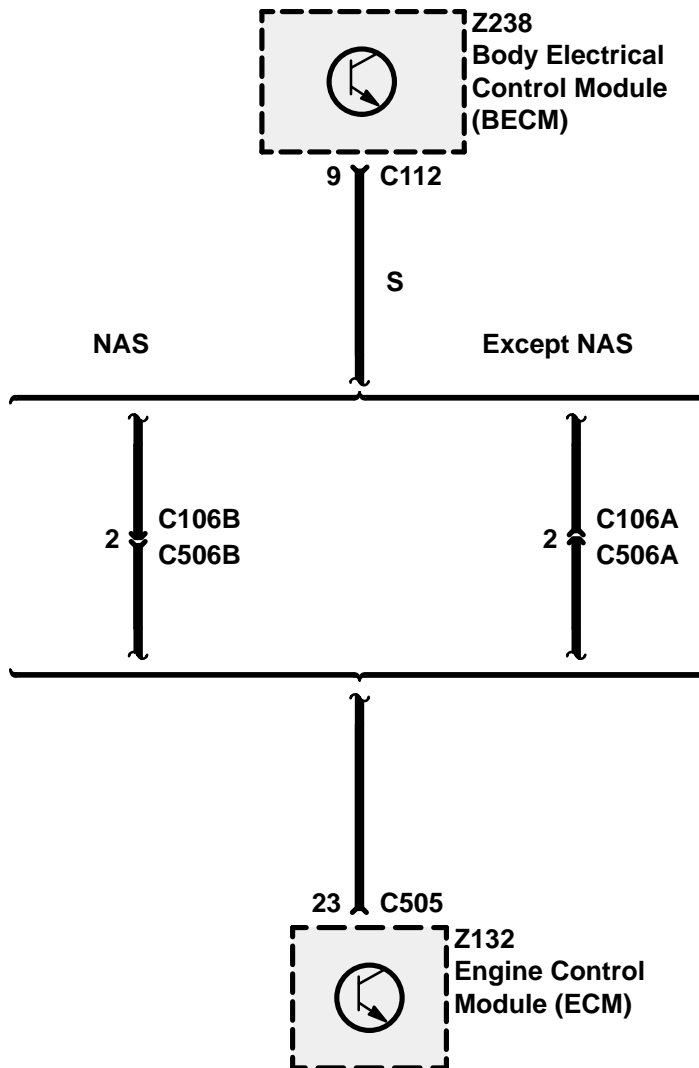 Z238
Body Electrical
Control Module
(BECM)
9 C112
S
NAS Except NAS
C106B
2
C506B
C106A
2
C506A
23 C505
Z132
Engine Control
Module (ECM)